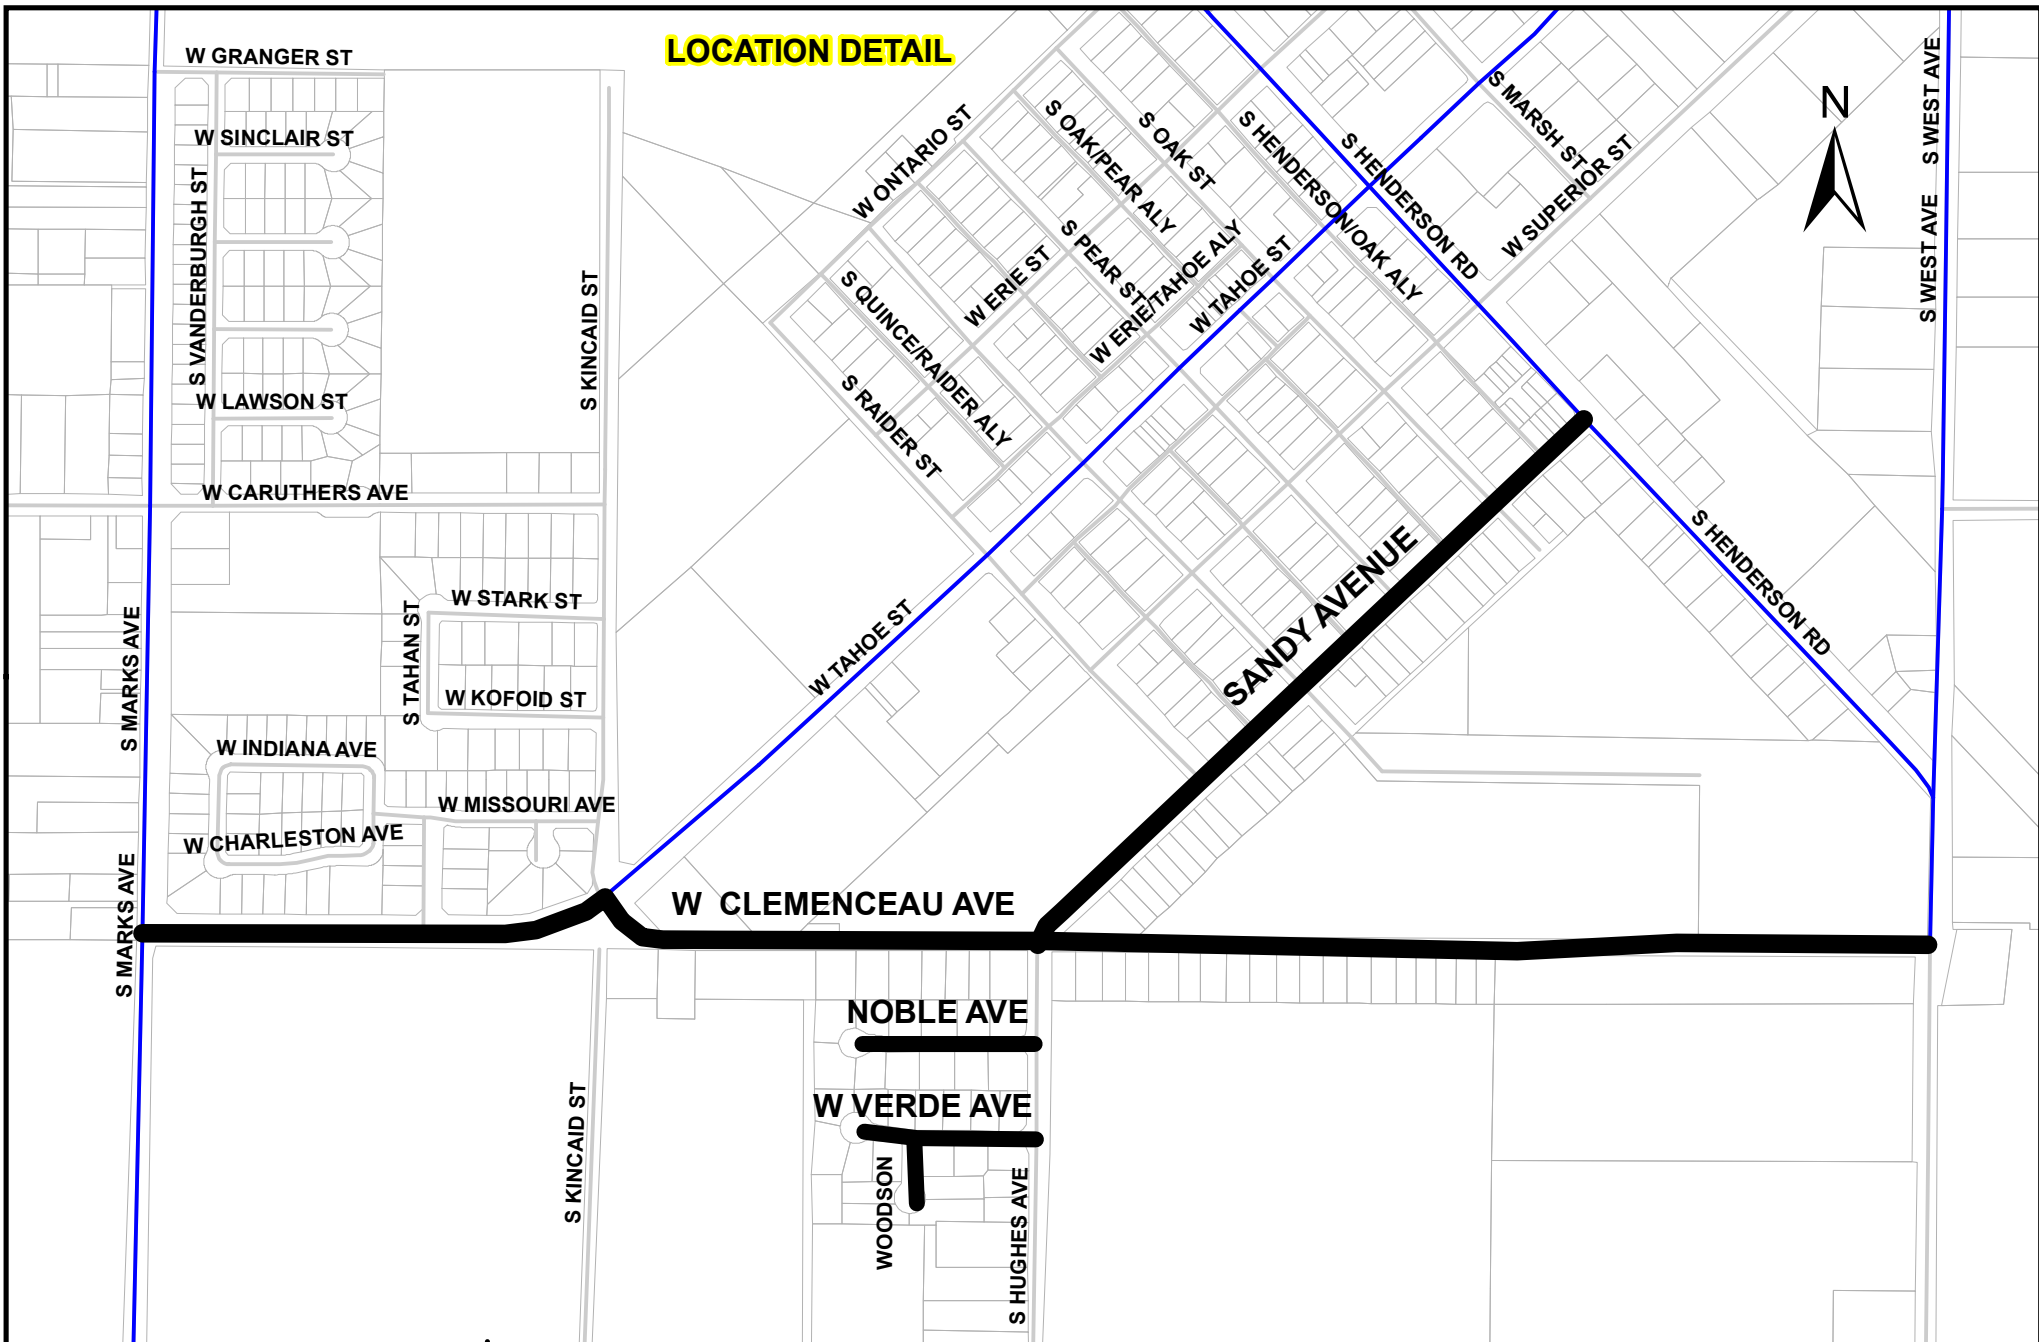 LOCATION DETAIL
W GRANGER ST
W SINCLAIR ST
S VANDERBURGH ST
W LAWSON ST
W CARUTHERS AVE
S KINCAID ST
W ONTARIO ST
S OAK/PEAR ALY
S OAK ST
S HENDERSON/OAK ALY
S HENDERSON RD
S MARSH ST
W SUPERIOR ST
S WEST AVE
S WEST AVE
N
S PEAR ST
W ERIE ST
W ERIE/TAHOE ALY
W TAHOE ST
S QUINCE/RAIDER ALY
S RAIDER ST
S HENDERSON RD
SANDY AVENUE
W TAHOE ST
W STARK ST
S TAHAN ST
W KOFOID ST
S MARKS AVE
W INDIANA AVE
W MISSOURI AVE
W CHARLESTON AVE
S MARKS AVE
W CLEMENCEAU AVE
NOBLE AVE
W VERDE AVE
WOODSON
S HUGHES AVE
S KINCAID ST